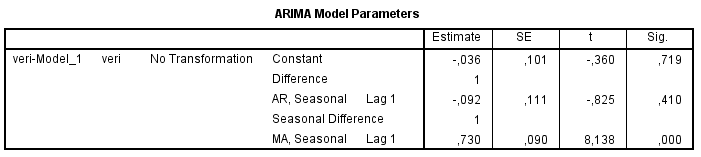 ARIMA Model Parameters
Estimate SE t Sig.
veri-Model_1 veri No Transformation Constant -,036 ,101 -,360 ,719
Difference 1
AR, Seasonal Lag 1 -,092 ,111 -,825 ,410
Seasonal Difference 1
MA, Seasonal Lag 1 ,730 ,090 8,138 ,000